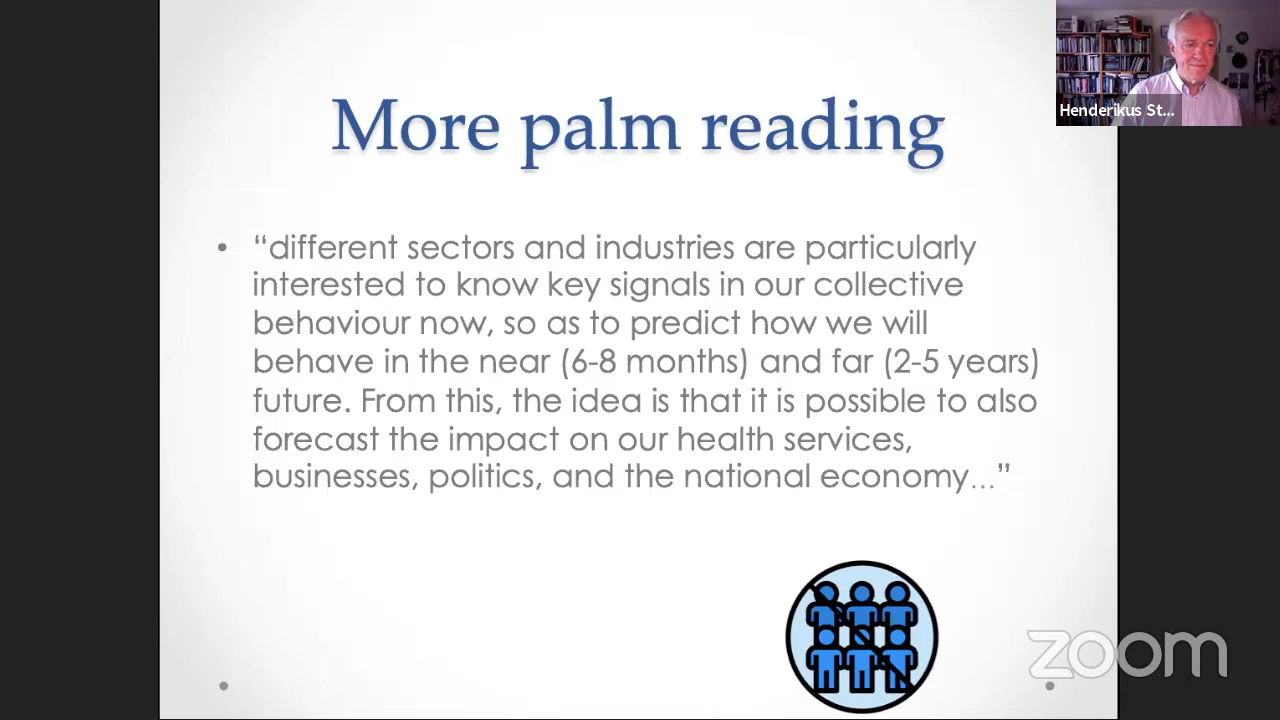 More palm reading
Henderikus St...
• “different sectors and industries are particularly
interested to know key signals in our collective
behaviour now, so as to predict how we will
behave in the near (6-8 months) and far (2-5 years)
future. From this, the idea is that it is possible to also
forecast the impact on our health services,
businesses, politics, and the national economy…”
zoom